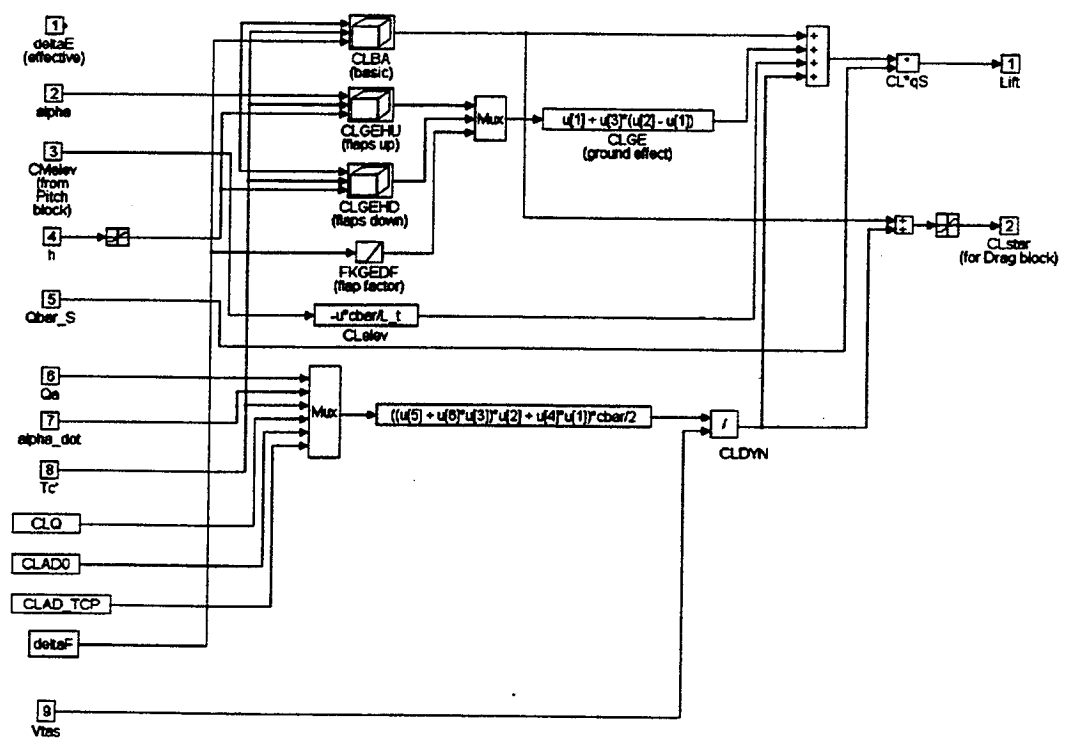 1
deltaE
(effective)
2
alpha
3
CMelev
(from
Pitch
block)
4
h
5
Qbar_S
6
Qa
7
alpha_dot
8
Tc'
CLQ
CLAD0
CLAD_TCP
deltaF
9
Vtas
CLBA
(basic)
CLGEHU
(flaps up)
CLGEHD
(flaps down)
FKGEDF
(flap factor)
-u*cbar/L_t
CLelev
Mux
Mux
u[1] + u[3]*(u[2] - u[1])
CLGE
(ground effect)
((u[5] + u[6]*u[3])*u[2] + u[4]*u[1])*cbar/2
/
CLDYN
+
+
+
+
*
CL*qS
1
Lift
+
+
2
CLstar
(for Drag block)